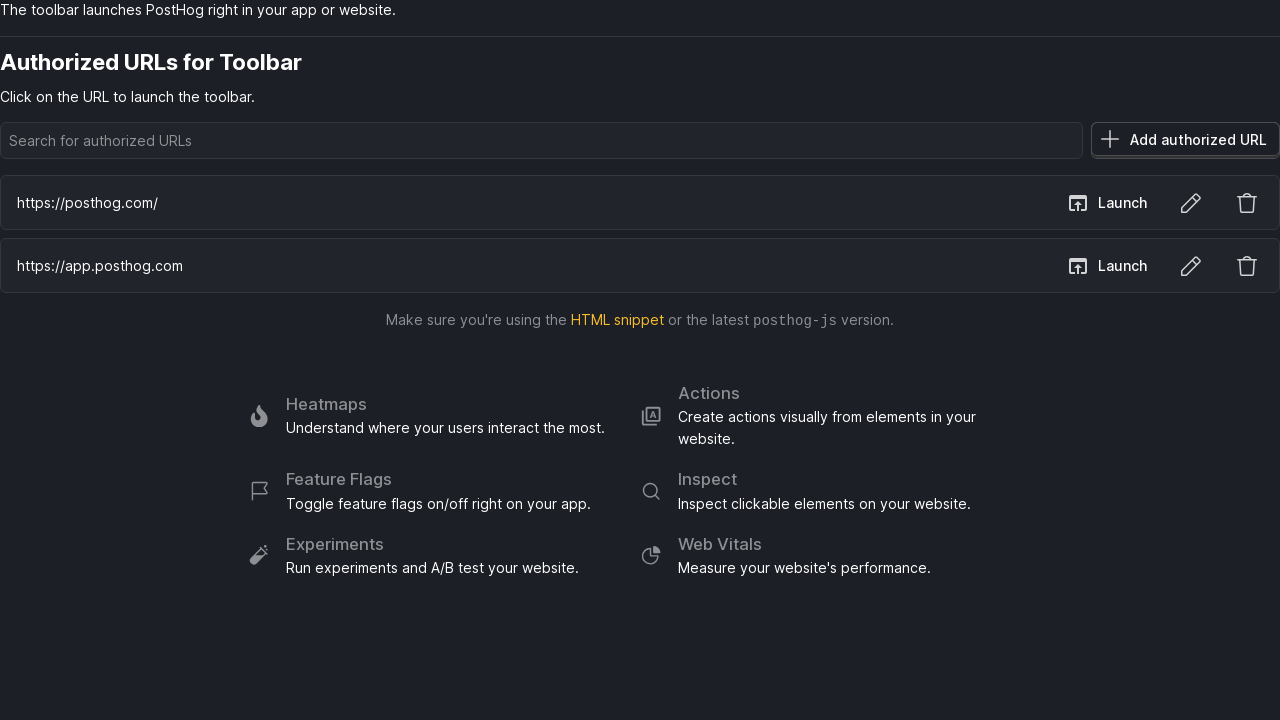 The toolbar launches PostHog right in your app or website.
Authorized URLs for Toolbar
Click on the URL to launch the toolbar.
Search for authorized URLs
Add authorized URL
https://posthog.com/
Launch
https://app.posthog.com
Launch
Make sure you're using the HTML snippet or the latest posthog-js version.
Heatmaps
Understand where your users interact the most.
Actions
Create actions visually from elements in your
website.
Feature Flags
Toggle feature flags on/off right on your app.
Inspect
Inspect clickable elements on your website.
Experiments
Run experiments and A/B test your website.
Web Vitals
Measure your website's performance.